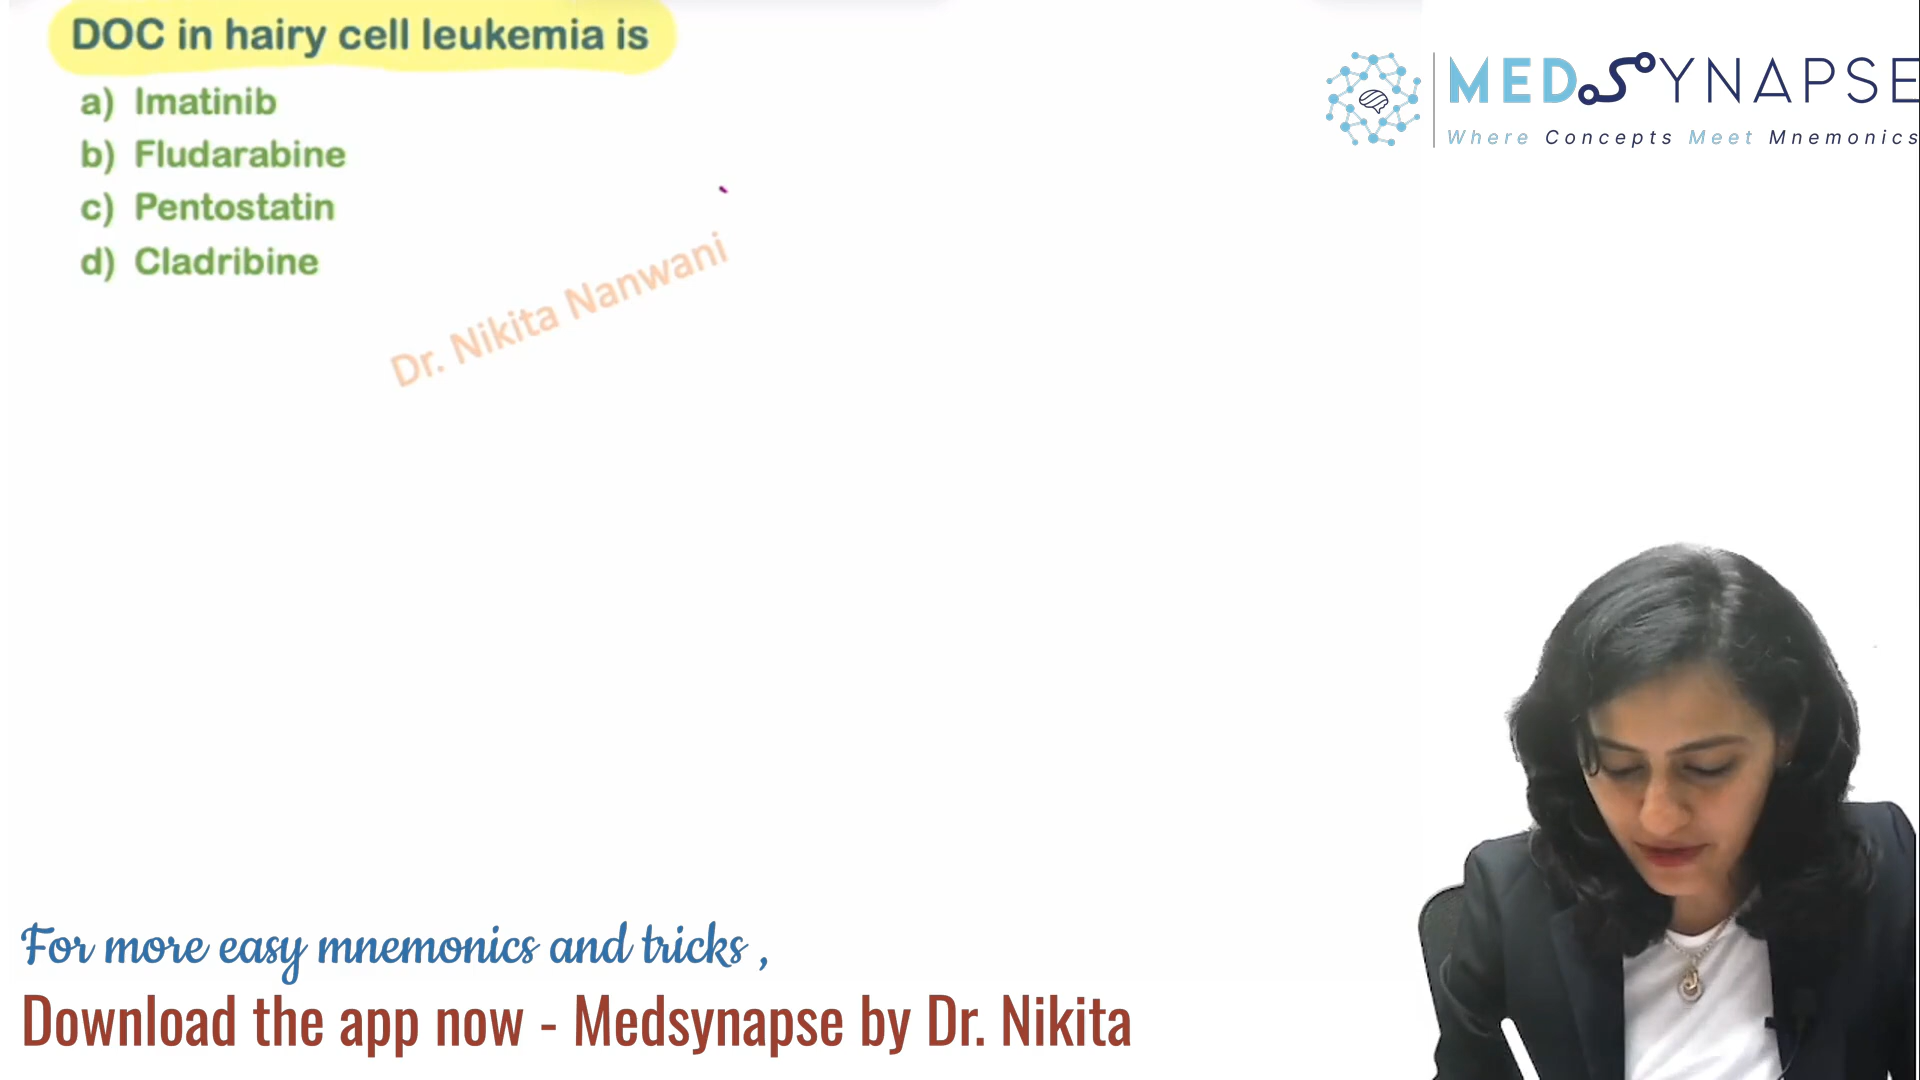 DOC in hairy cell leukemia is
a) Imatinib
b) Fludarabine
c) Pentostatin
d) Cladribine
Dr. Nikita Nanwani
MEDSYNAPSE
Where Concepts Meet Mnemonics
For more easy mnemonics and tricks ,
Download the app now - Medsynapse by Dr. Nikita